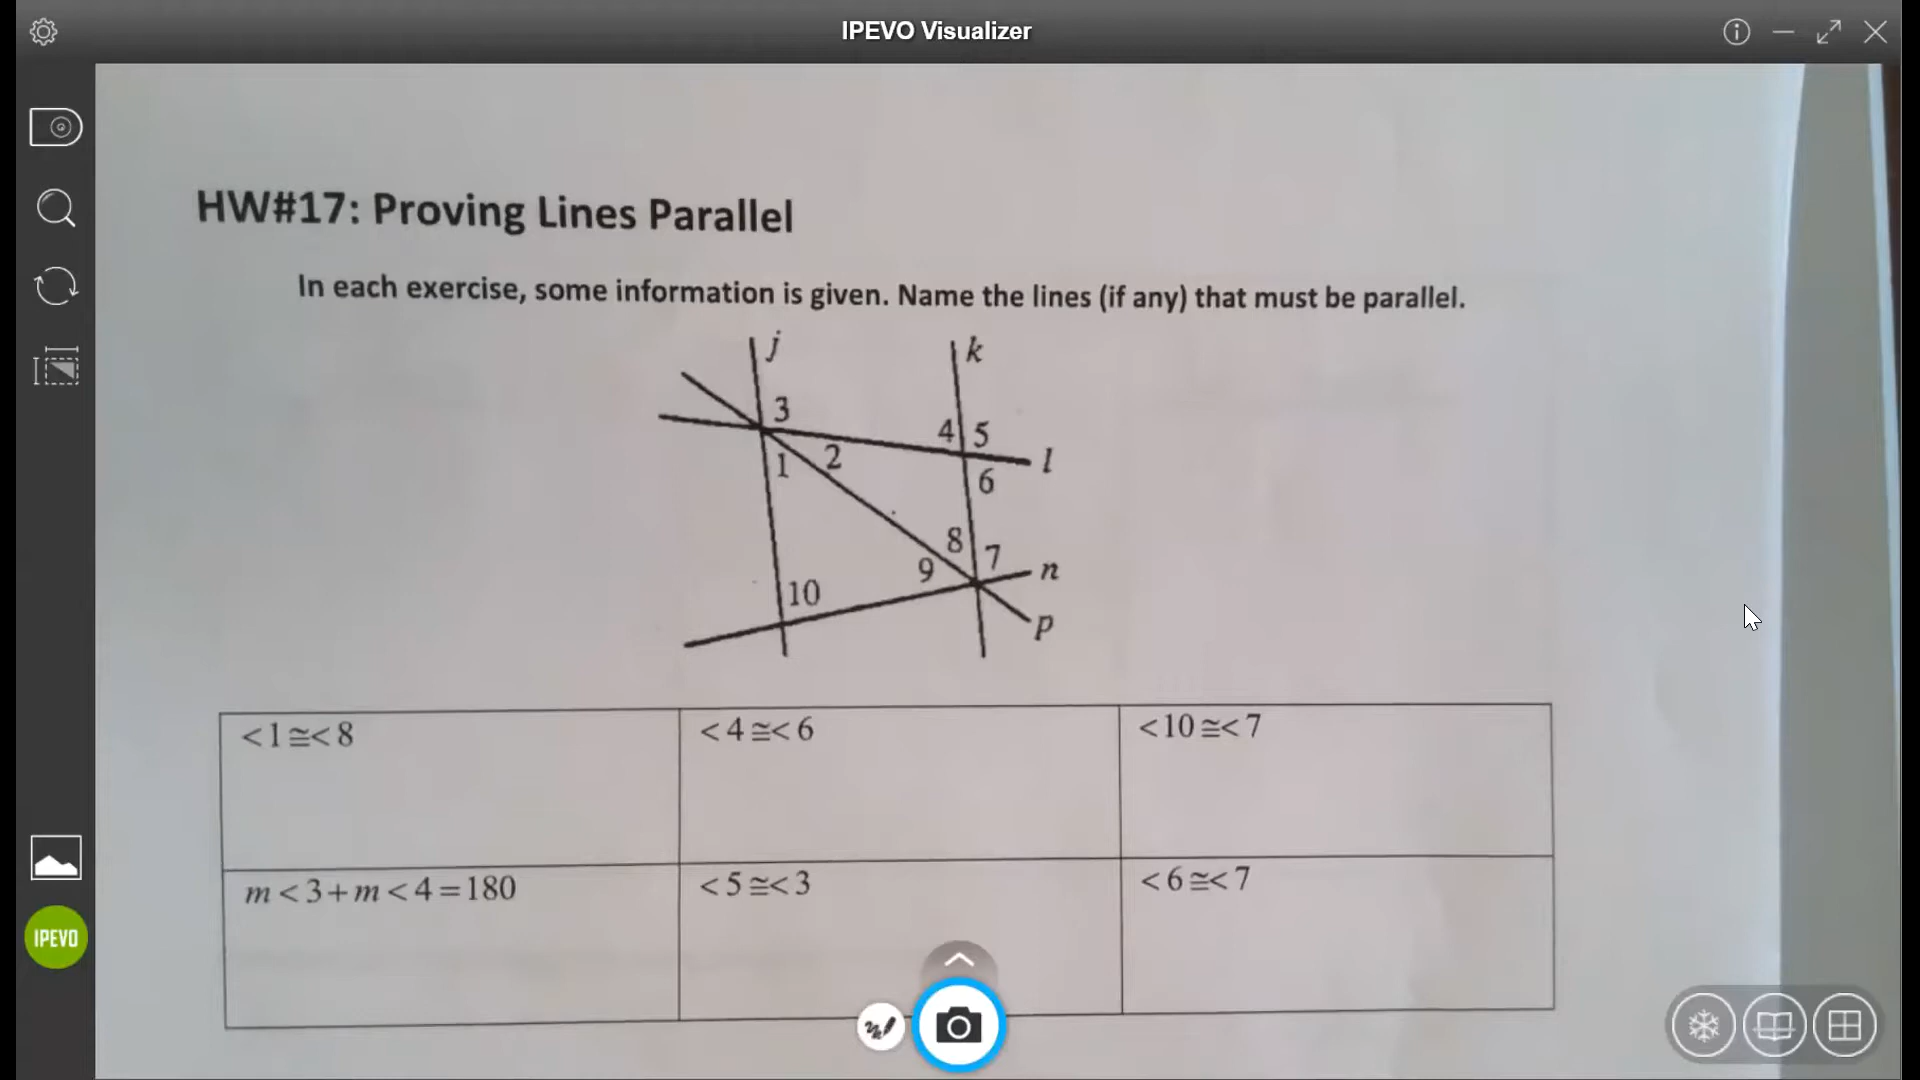 IPEVO Visualizer
HW#17: Proving Lines Parallel
In each exercise, some information is given. Name the lines (if any) that must be parallel.
j
k
3
4 5
l
1 2
6
8 7
9
n
10
p
<1≅<8
<4≅<6
<10≅<7
m<3+m<4=180
<5≅<3
<6≅<7
IPEVO